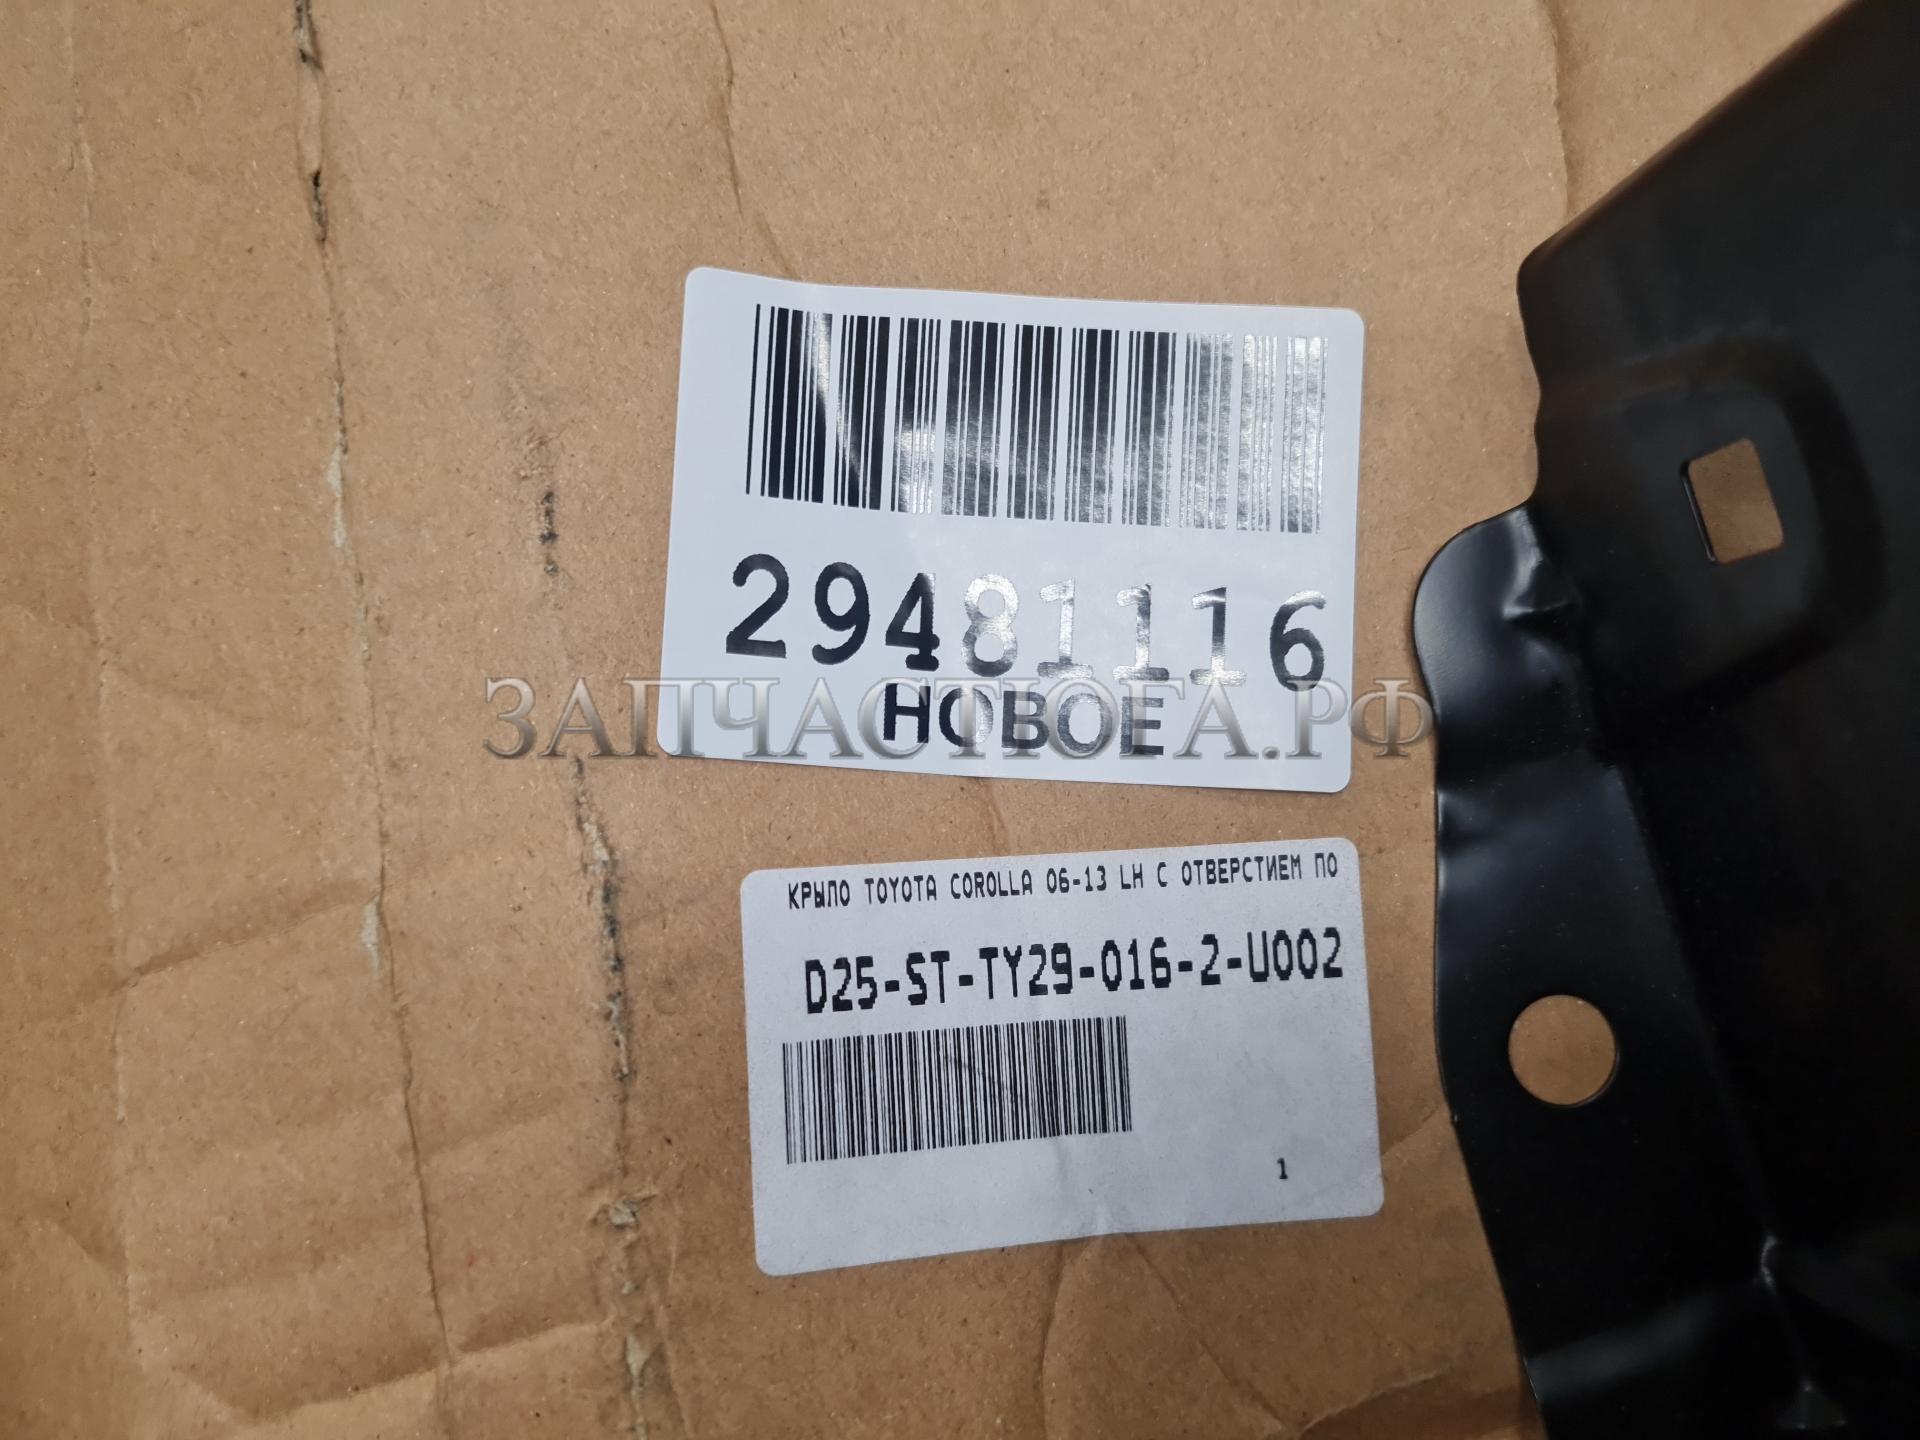 29481116
НОВОЕ
ЗАПЧАСТЮГА.РФ
КРЫЛО TOYOTA COROLLA 06-13 LH С ОТВЕРСТИЕМ ПО
D25-ST-TY29-016-2-U002
1